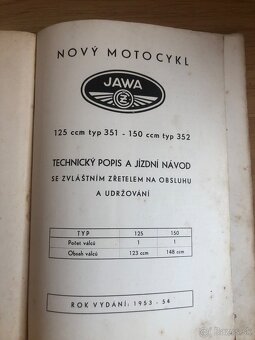 NOVÝ MOTOCYKL
JAWA
ČZ
125 ccm typ 351 - 150 ccm typ 352
TECHNICKÝ POPIS A JÍZDNÍ NÁVOD
SE ZVLÁŠTNÍM ZŘETELEM NA OBSLUHU
A UDRŽOVÁNÍ
TYP 125 150
Počet válců 1 1
Obsah válců 123 ccm 148 ccm
ROK VYDÁNÍ: 1953 - 54